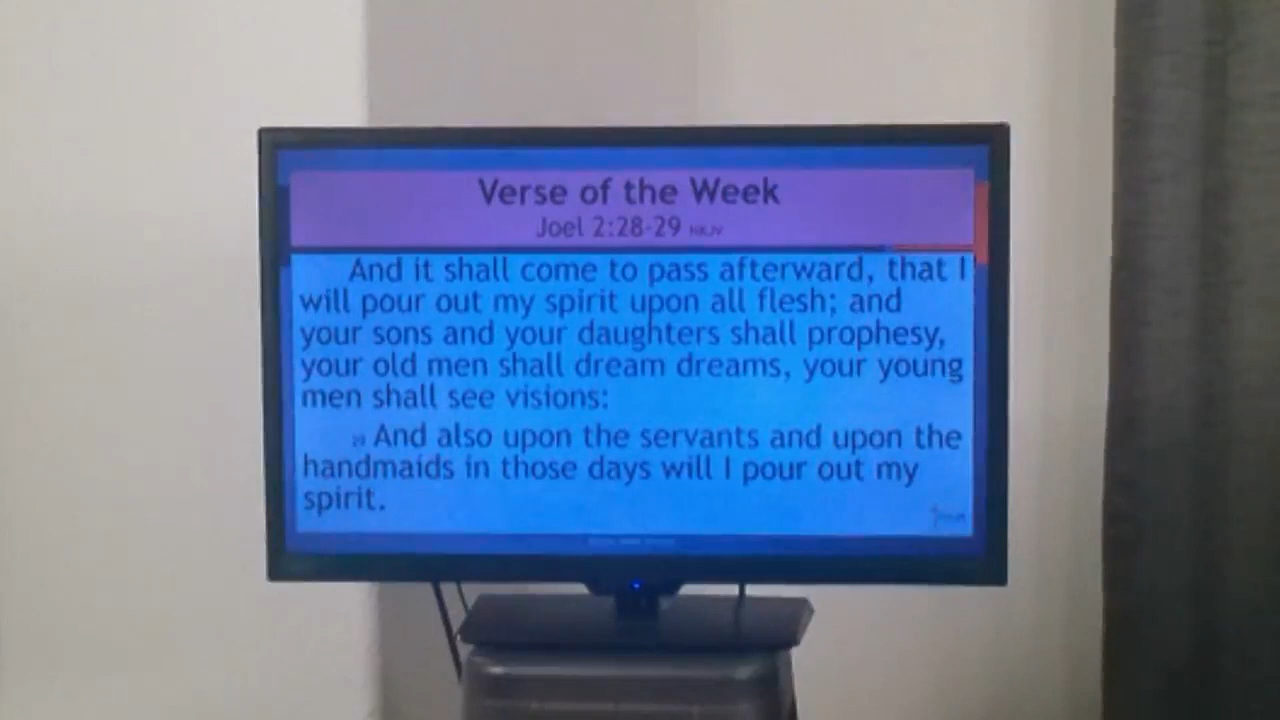 Verse of the Week
Joel 2:28-29 NKJV
And it shall come to pass afterward, that I
will pour out my spirit upon all flesh; and
your sons and your daughters shall prophesy,
your old men shall dream dreams, your young
men shall see visions:
29 And also upon the servants and upon the
handmaids in those days will I pour out my
spirit.